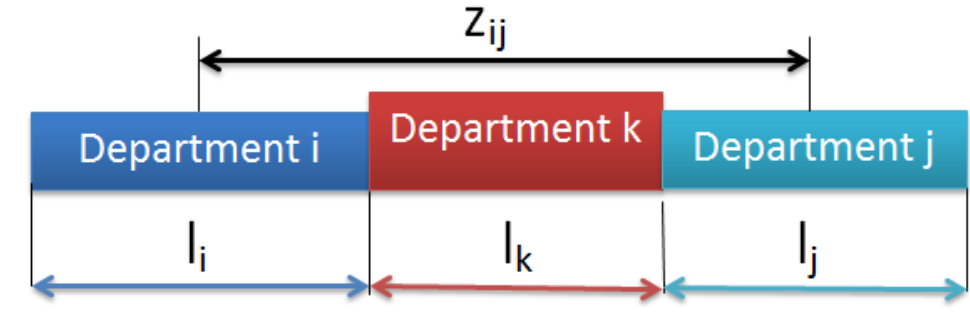 z_ij
Department i
Department k
Department j
l_i
l_k
l_j